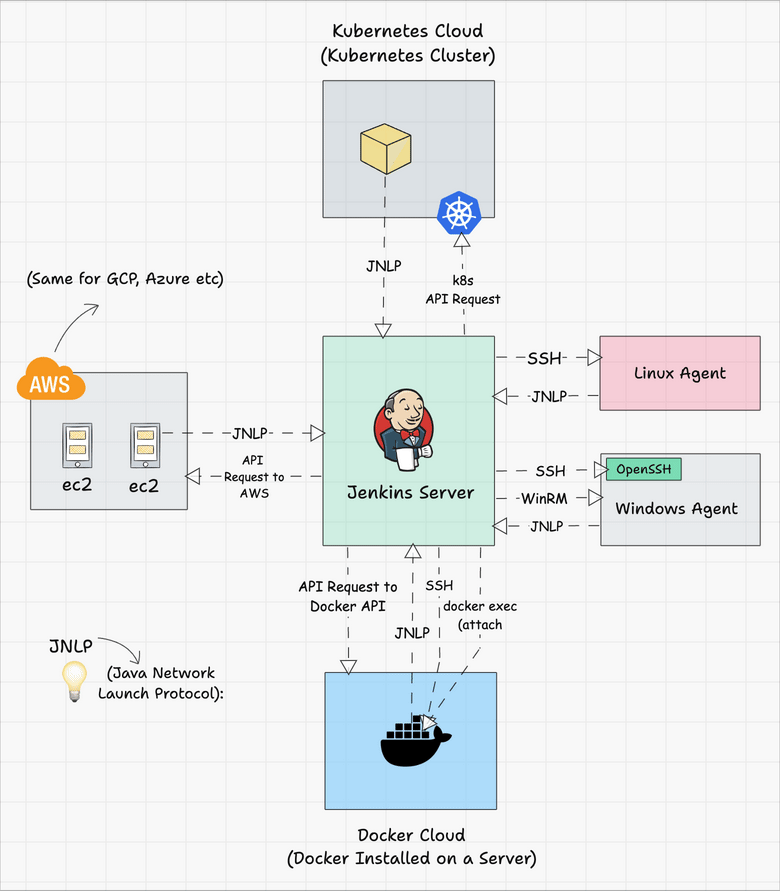 Kubernetes Cloud
(Kubernetes Cluster)
JNLP
k8s
API Request
(Same for GCP, Azure etc)
AWS
ec2
ec2
JNLP
API
Request to
AWS
Jenkins Server
SSH
JNLP
Linux Agent
SSH
OpenSSH
WinRM
Windows Agent
JNLP
API Request to
Docker API
JNLP
SSH
docker exec
(attach
JNLP
(Java Network
Launch Protocol):
Docker Cloud
(Docker Installed on a Server)